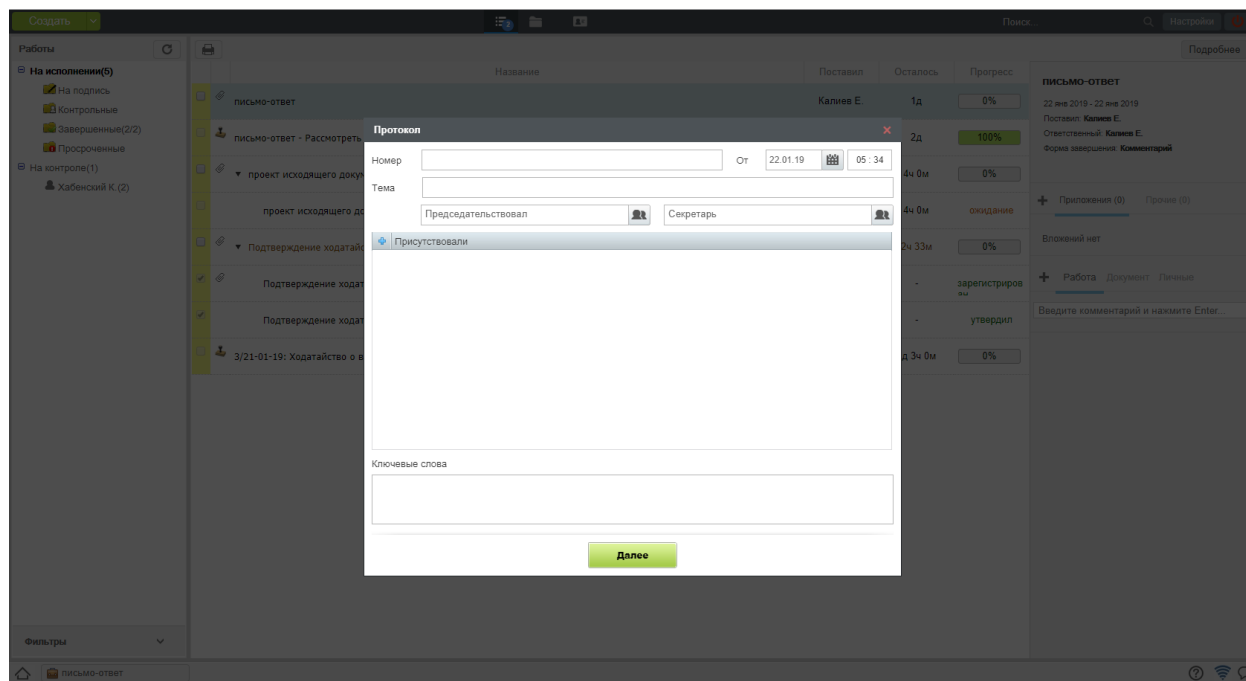 Создать
2
Поиск...
Настройки
Работы
Подробнее
На исполнении(5)
На подпись
Контрольные
Завершенные(2/2)
Просроченные
На контроле(1)
Хабенский К.(2)
Фильтры
Название Поставил Осталось Прогресс
письмо-ответ Калиев Е. 1д 0%
письмо-ответ - Рассмотреть 2д 100%
проект исходящего 4ч 0м 0%
проект исходящего 4ч 0м ожидание
Подтверждение 2ч 33м 0%
Подтверждение - зарегистриров
Подтверждение - утвердил
3/21-01-19: Ходатайство о в д 3ч 0м 0%
Протокол
Номер От 22.01.19 05 : 34
Тема
Председательствовал Секретарь
Присутствовали
Ключевые слова
Далее
письмо-ответ
22 янв 2019 - 22 янв 2019
Поставил: Калиев Е.
Ответственный: Калиев Е.
Форма завершения: Комментарий
Приложения (0) Прочие (0)
Вложений нет
Работа Документ Личные
Введите комментарий и нажмите Enter...
письмо-ответ